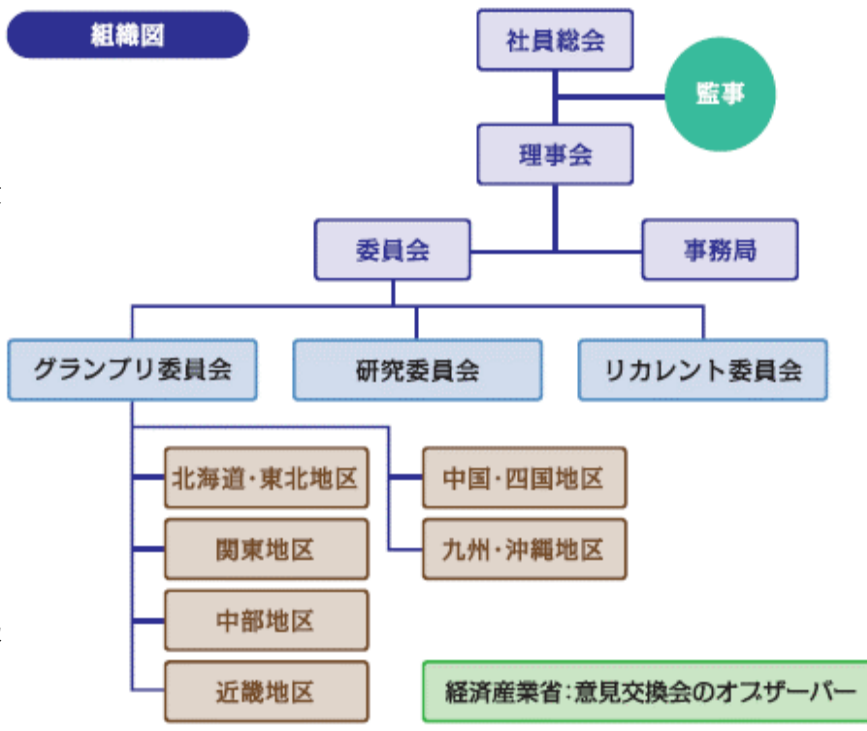 組織図
社員総会
監事
理事会
委員会
事務局
グランプリ委員会
研究委員会
リカレント委員会
北海道・東北地区
中国・四国地区
関東地区
九州・沖縄地区
中部地区
近畿地区
経済産業省：意見交換会のオブザーバー